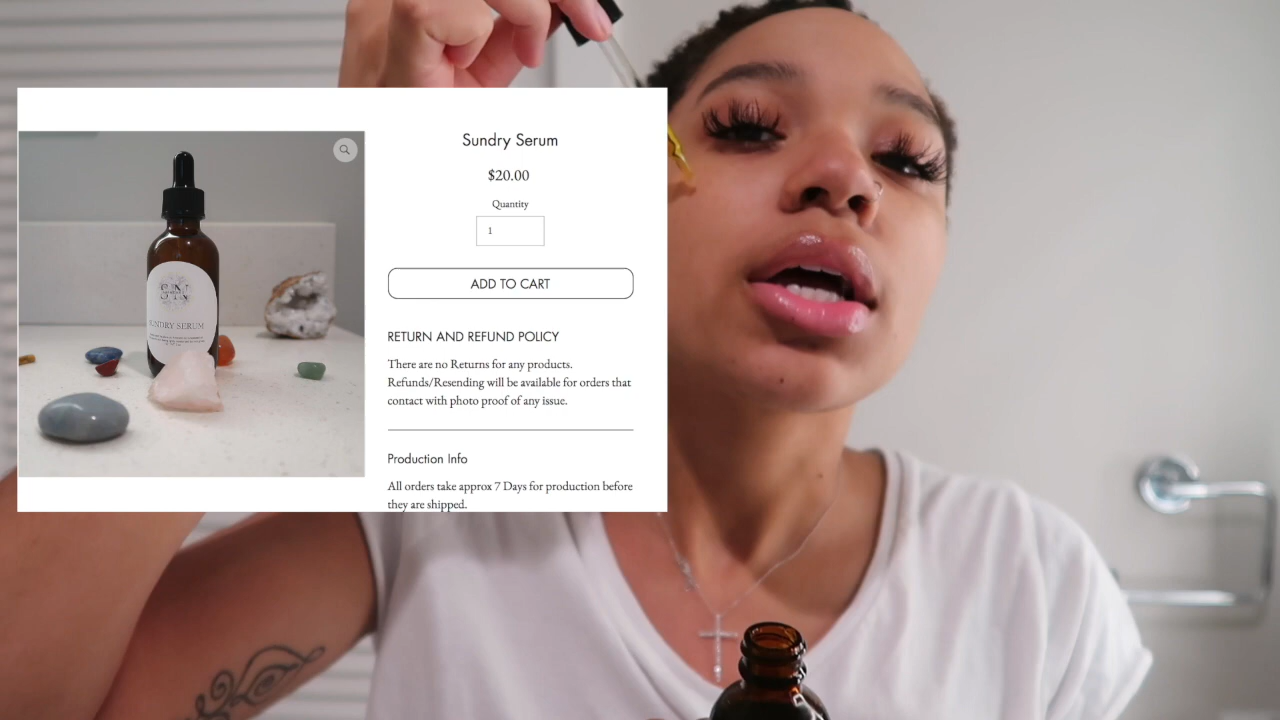 Sundry Serum
$20.00
Quantity
1
ADD TO CART
RETURN AND REFUND POLICY
There are no Returns for any products.
Refunds/Resending will be available for orders that
contact with photo proof of any issue.
Production Info
All orders take approx 7 Days for production before
they are shipped.
SN
SUNDRY SERUM